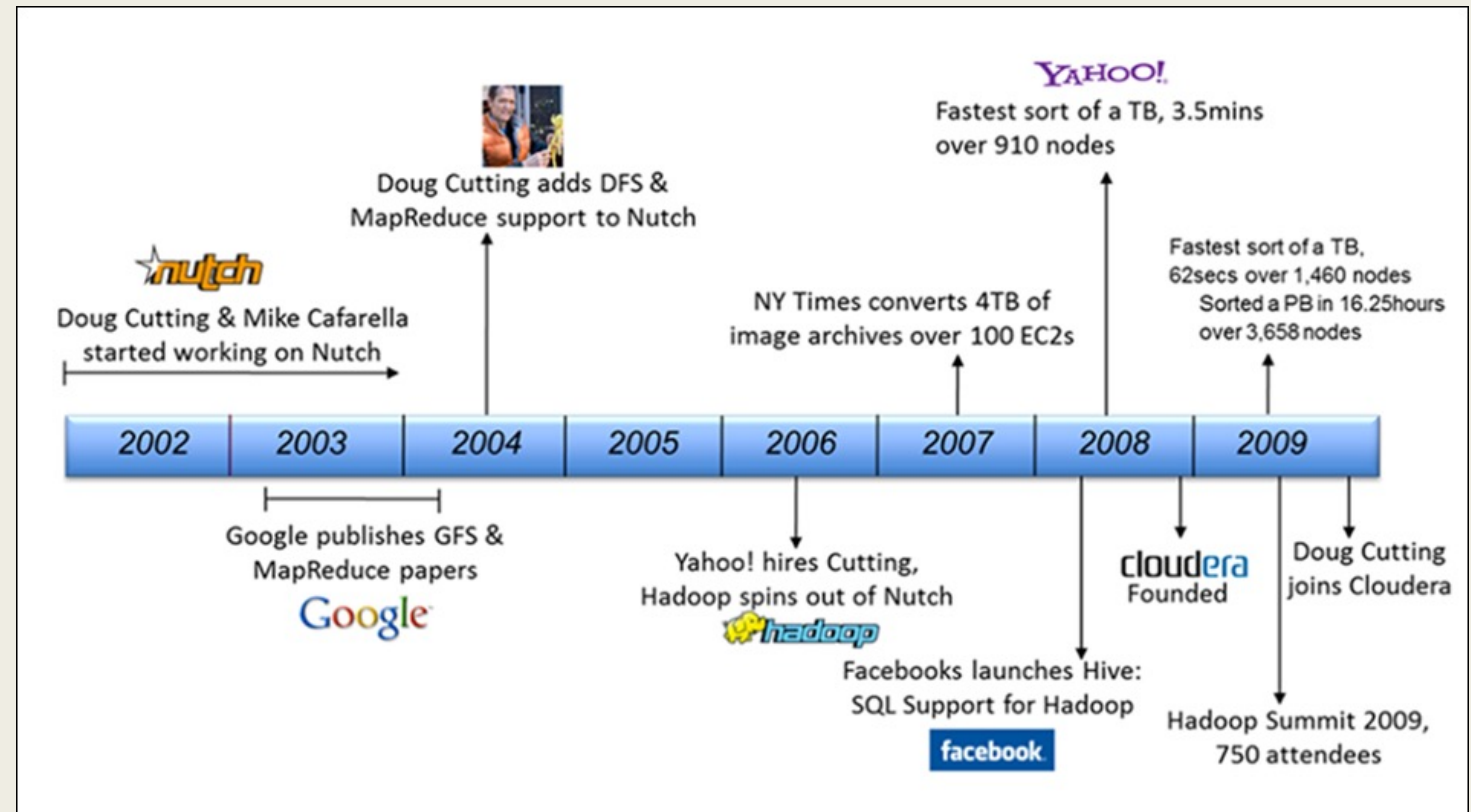 YAHOO!
Fastest sort of a TB, 3.5mins
over 910 nodes
Doug Cutting adds DFS &
MapReduce support to Nutch
nutch
Doug Cutting & Mike Cafarella
started working on Nutch
NY Times converts 4TB of
image archives over 100 EC2s
Fastest sort of a TB,
62secs over 1,460 nodes
Sorted a PB in 16.25hours
over 3,658 nodes
2002
2003
2004
2005
2006
2007
2008
2009
Google publishes GFS &
MapReduce papers
Google
Yahoo! hires Cutting,
Hadoop spins out of Nutch
hadoop
Facebooks launches Hive:
SQL Support for Hadoop
facebook
cloudera
Founded
Doug Cutting
joins Cloudera
Hadoop Summit 2009,
750 attendees